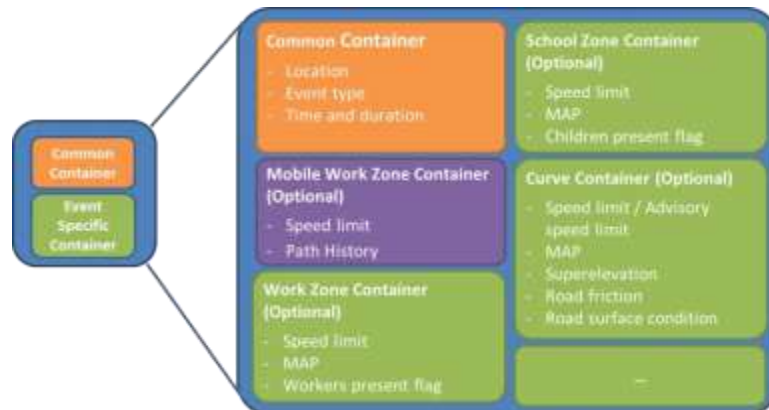 Common
Container
Event
Specific
Container
Common Container
- Location
- Event type
- Time and duration
Mobile Work Zone Container
(Optional)
- Speed limit
- Path History
Work Zone Container
(Optional)
- Speed limit
- MAP
- Workers present flag
School Zone Container
(Optional)
- Speed limit
- MAP
- Children present flag
Curve Container (Optional)
- Speed limit / Advisory
speed limit
- MAP
- Superelevation
- Road friction
- Road surface condition
...